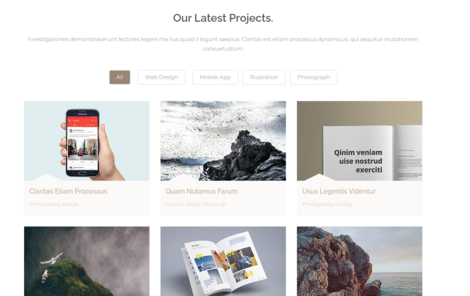 Our Latest Projects.
Investigationes demonstraverunt lectores legere me lius quod ii legunt saepius. Claritas est etiam processus dynamicus, qui sequitur mutationem
consuetudium.
All
Web Design
Mobile App
Illustration
Photograph
Qinim veniam
uise nostrud
exerciti
Claritas Etiam Processus
Quam Nutamus Farum
Usus Legentis Videntur
Photography, Nature
Graphic Design, Mock-Up
Photography, Holiday